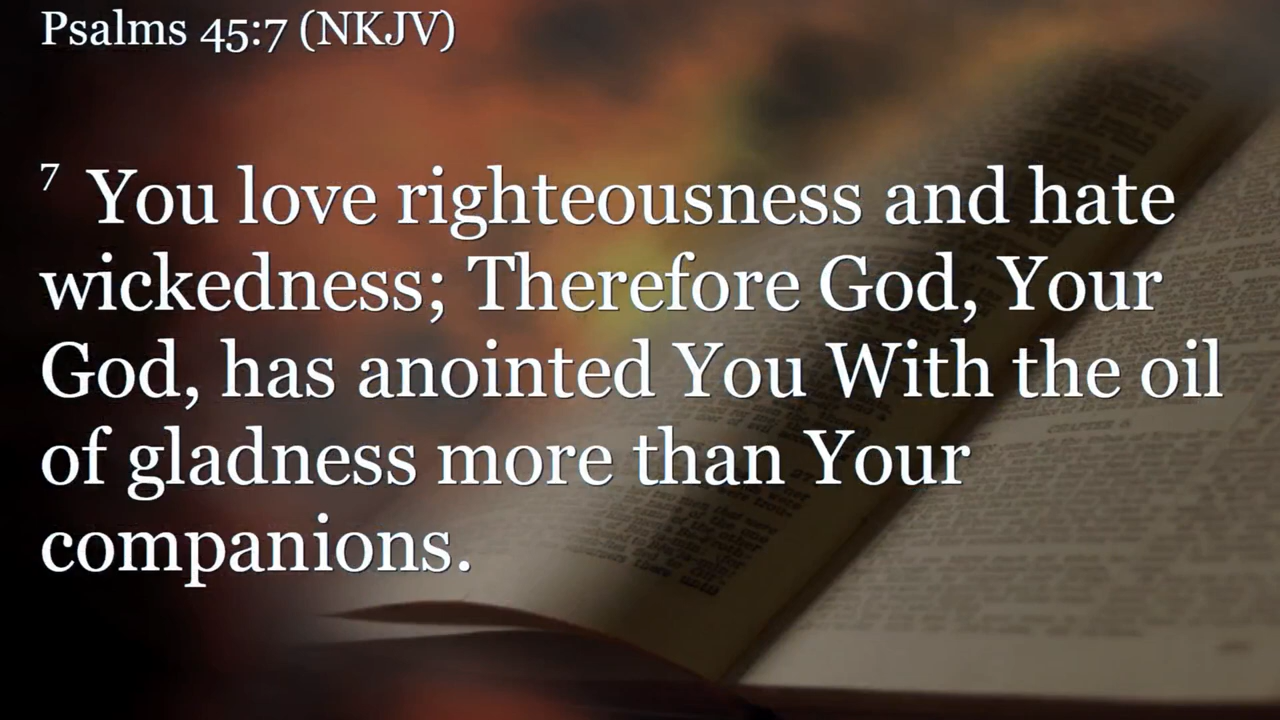 Psalms 45:7 (NKJV)
7 You love righteousness and hate
wickedness; Therefore God, Your
God, has anointed You With the oil
of gladness more than Your
companions.